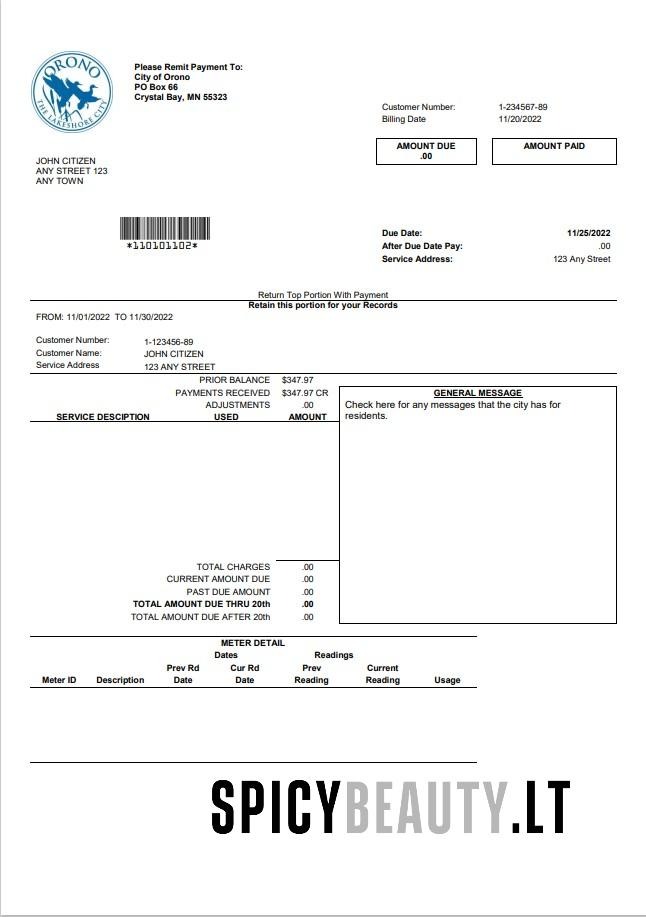 ORONO
THE LAKESHORE CITY
Please Remit Payment To:
City of Orono
PO Box 66
Crystal Bay, MN 55323
Customer Number: 1-234567-89
Billing Date 11/20/2022
AMOUNT DUE AMOUNT PAID
.00
JOHN CITIZEN
ANY STREET 123
ANY TOWN
*110101102*
Due Date: 11/25/2022
After Due Date Pay: .00
Service Address: 123 Any Street
Return Top Portion With Payment
Retain this portion for your Records
FROM: 11/01/2022 TO 11/30/2022
Customer Number: 1-123456-89
Customer Name: JOHN CITIZEN
Service Address 123 ANY STREET
PRIOR BALANCE $347.97
PAYMENTS RECEIVED $347.97 CR
ADJUSTMENTS .00
SERVICE DESCIPTION USED AMOUNT
GENERAL MESSAGE
Check here for any messages that the city has for
residents.
TOTAL CHARGES .00
CURRENT AMOUNT DUE .00
PAST DUE AMOUNT .00
TOTAL AMOUNT DUE THRU 20th .00
TOTAL AMOUNT DUE AFTER 20th .00
METER DETAIL
Dates Readings
Prev Rd Cur Rd Prev Current
Meter ID Description Date Date Reading Reading Usage
SPICYBEAUTY.LT